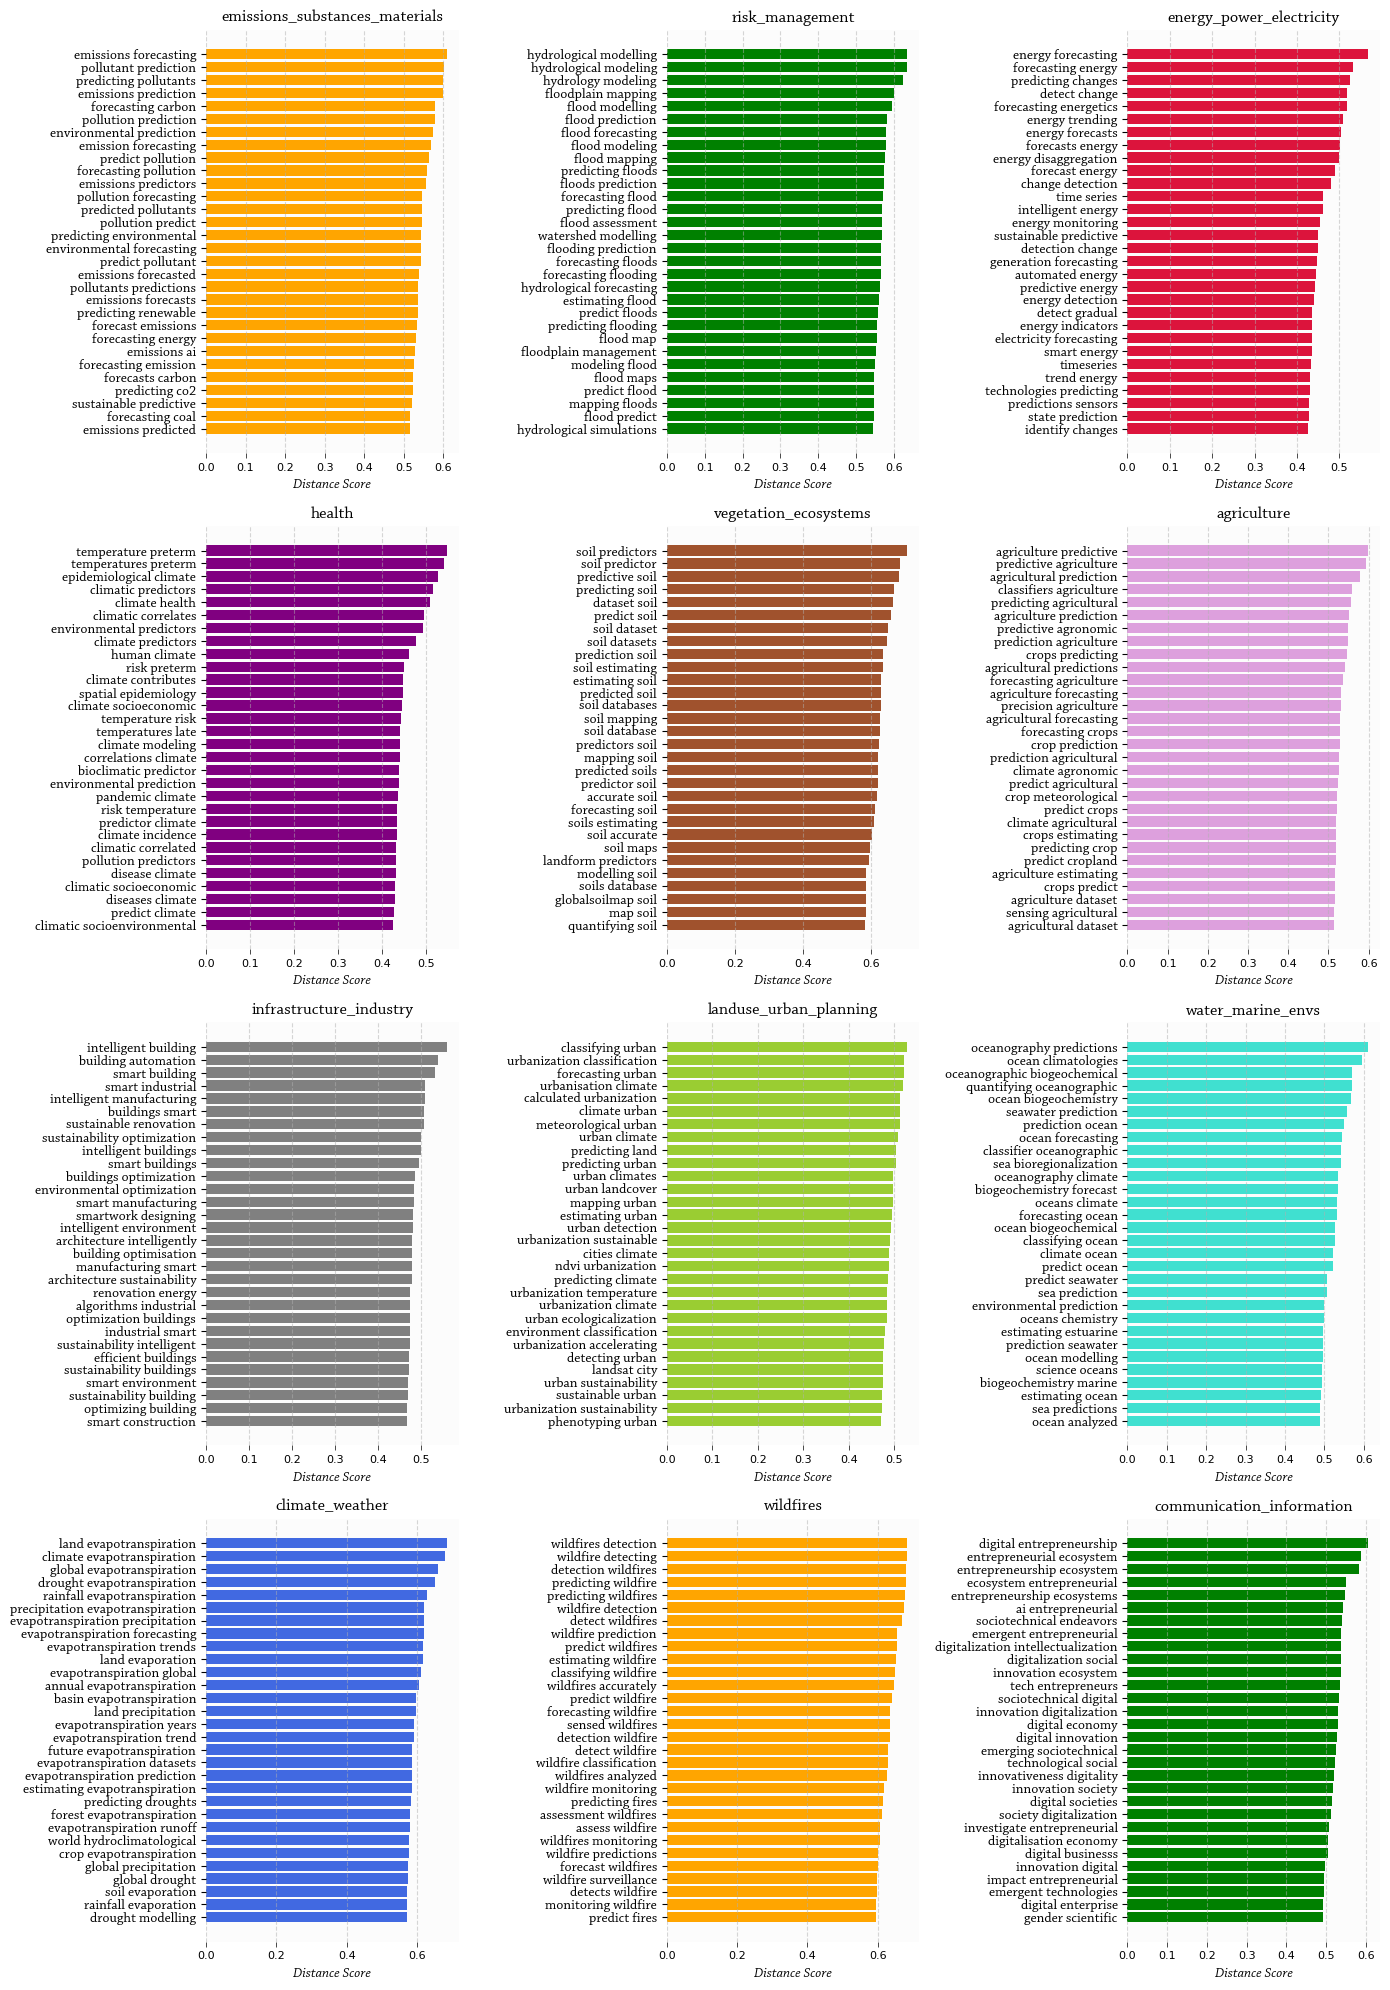 emissions_substances_materials
emissions forecasting
pollutant prediction
predicting pollutants
emissions prediction
forecasting carbon
pollution prediction
environmental prediction
emission forecasting
predict pollution
forecasting pollution
emissions predictors
pollution forecasting
predicted pollutants
pollution predict
predicting environmental
environmental forecasting
predict pollutant
emissions forecasted
pollutants predictions
emissions forecasts
predicting renewable
forecast emissions
forecasting energy
emissions ai
forecasting emission
forecasts carbon
predicting co2
sustainable predictive
forecasting coal
emissions predicted
0.0 0.1 0.2 0.3 0.4 0.5 0.6
Distance Score
risk_management
hydrological modelling
hydrological modeling
hydrology modeling
floodplain mapping
flood modelling
flood prediction
flood forecasting
flood modeling
flood mapping
predicting floods
floods prediction
forecasting flood
predicting flood
flood assessment
watershed modelling
flooding prediction
forecasting floods
forecasting flooding
hydrological forecasting
estimating flood
predict floods
predicting flooding
flood map
floodplain management
modeling flood
flood maps
predict flood
mapping floods
flood predict
hydrological simulations
0.0 0.1 0.2 0.3 0.4 0.5 0.6
Distance Score
energy_power_electricity
energy forecasting
forecasting energy
predicting changes
detect change
forecasting energetics
energy trending
energy forecasts
forecasts energy
energy disaggregation
forecast energy
change detection
time series
intelligent energy
energy monitoring
sustainable predictive
detection change
generation forecasting
automated energy
predictive energy
energy detection
detect gradual
energy indicators
electricity forecasting
smart energy
timeseries
trend energy
technologies predicting
predictions sensors
state prediction
identify changes
0.0 0.1 0.2 0.3 0.4 0.5
Distance Score
health
temperature preterm
temperatures preterm
epidemiological climate
climatic predictors
climate health
climatic correlates
environmental predictors
climate predictors
human climate
risk preterm
climate contributes
spatial epidemiology
climate socioeconomic
temperature risk
temperatures late
climate modeling
correlations climate
bioclimatic predictor
environmental prediction
pandemic climate
risk temperature
predictor climate
climate incidence
climatic correlated
pollution predictors
disease climate
climatic socioeconomic
diseases climate
predict climate
climatic socioenvironmental
0.0 0.1 0.2 0.3 0.4 0.5
Distance Score
vegetation_ecosystems
soil predictors
soil predictor
predictive soil
predicting soil
dataset soil
predict soil
soil dataset
soil datasets
prediction soil
soil estimating
estimating soil
predicted soil
soil databases
soil mapping
soil database
predictors soil
mapping soil
predicted soils
predictor soil
accurate soil
forecasting soil
soils estimating
soil accurate
soil maps
landform predictors
modelling soil
soils database
globalsoilmap soil
map soil
quantifying soil
0.0 0.2 0.4 0.6
Distance Score
agriculture
agriculture predictive
predictive agriculture
agricultural prediction
classifiers agriculture
predicting agricultural
agriculture prediction
predictive agronomic
prediction agriculture
crops predicting
agricultural predictions
forecasting agriculture
agriculture forecasting
precision agriculture
agricultural forecasting
forecasting crops
crop prediction
prediction agricultural
climate agronomic
predict agricultural
crop meteorological
predict crops
climate agricultural
crops estimating
predicting crop
predict cropland
agriculture estimating
crops predict
agriculture dataset
sensing agricultural
agricultural dataset
0.0 0.1 0.2 0.3 0.4 0.5 0.6
Distance Score
infrastructure_industry
intelligent building
building automation
smart building
smart industrial
intelligent manufacturing
buildings smart
sustainable renovation
sustainability optimization
intelligent buildings
smart buildings
buildings optimization
environmental optimization
smart manufacturing
smartwork designing
intelligent environment
architecture intelligently
building optimisation
manufacturing smart
architecture sustainability
renovation energy
algorithms industrial
optimization buildings
industrial smart
sustainability intelligent
efficient buildings
sustainability buildings
smart environment
sustainability building
optimizing building
smart construction
0.0 0.1 0.2 0.3 0.4 0.5
Distance Score
landuse_urban_planning
classifying urban
urbanization classification
forecasting urban
urbanisation climate
calculated urbanization
climate urban
meteorological urban
urban climate
predicting land
predicting urban
urban climates
urban landcover
mapping urban
estimating urban
urban detection
urbanization sustainable
cities climate
ndvi urbanization
predicting climate
urbanization temperature
urbanization climate
urban ecologicalization
environment classification
urbanization accelerating
detecting urban
landsat city
urban sustainability
sustainable urban
urbanization sustainability
phenotyping urban
0.0 0.1 0.2 0.3 0.4 0.5
Distance Score
water_marine_envs
oceanography predictions
ocean climatologies
oceanographic biogeochemical
quantifying oceanographic
ocean biogeochemistry
seawater prediction
prediction ocean
ocean forecasting
classifier oceanographic
sea bioregionalization
oceanography climate
biogeochemistry forecast
oceans climate
forecasting ocean
ocean biogeochemical
classifying ocean
climate ocean
predict ocean
predict seawater
sea prediction
environmental prediction
oceans chemistry
estimating estuarine
prediction seawater
ocean modelling
science oceans
biogeochemistry marine
estimating ocean
sea predictions
ocean analyzed
0.0 0.1 0.2 0.3 0.4 0.5 0.6
Distance Score
climate_weather
land evapotranspiration
climate evapotranspiration
global evapotranspiration
drought evapotranspiration
rainfall evapotranspiration
precipitation evapotranspiration
evapotranspiration precipitation
evapotranspiration forecasting
evapotranspiration trends
land evaporation
evapotranspiration global
annual evapotranspiration
basin evapotranspiration
land precipitation
evapotranspiration years
evapotranspiration trend
future evapotranspiration
evapotranspiration datasets
evapotranspiration prediction
estimating evapotranspiration
predicting droughts
forest evapotranspiration
evapotranspiration runoff
world hydroclimatological
crop evapotranspiration
global precipitation
global drought
soil evaporation
rainfall evaporation
drought modelling
0.0 0.2 0.4 0.6
Distance Score
wildfires
wildfires detection
wildfire detecting
detection wildfires
predicting wildfire
predicting wildfires
wildfire detection
detect wildfires
wildfire prediction
predict wildfires
estimating wildfire
classifying wildfire
wildfires accurately
predict wildfire
forecasting wildfire
sensed wildfires
detection wildfire
detect wildfire
wildfire classification
wildfires analyzed
wildfire monitoring
predicting fires
assessment wildfires
assess wildfire
wildfires monitoring
wildfire predictions
forecast wildfires
wildfire surveillance
detects wildfire
monitoring wildfire
predict fires
0.0 0.2 0.4 0.6
Distance Score
communication_information
digital entrepreneurship
entrepreneurial ecosystem
entrepreneurship ecosystem
ecosystem entrepreneurial
entrepreneurship ecosystems
ai entrepreneurial
sociotechnical endeavors
emergent entrepreneurial
digitalization intellectualization
digitalization social
innovation ecosystem
tech entrepreneurs
sociotechnical digital
innovation digitalization
digital economy
digital innovation
emerging sociotechnical
technological social
innovativeness digitality
innovation society
digital societies
society digitalization
investigate entrepreneurial
digitalisation economy
digital businesss
innovation digital
impact entrepreneurial
emergent technologies
digital enterprise
gender scientific
0.0 0.1 0.2 0.3 0.4 0.5 0.6
Distance Score